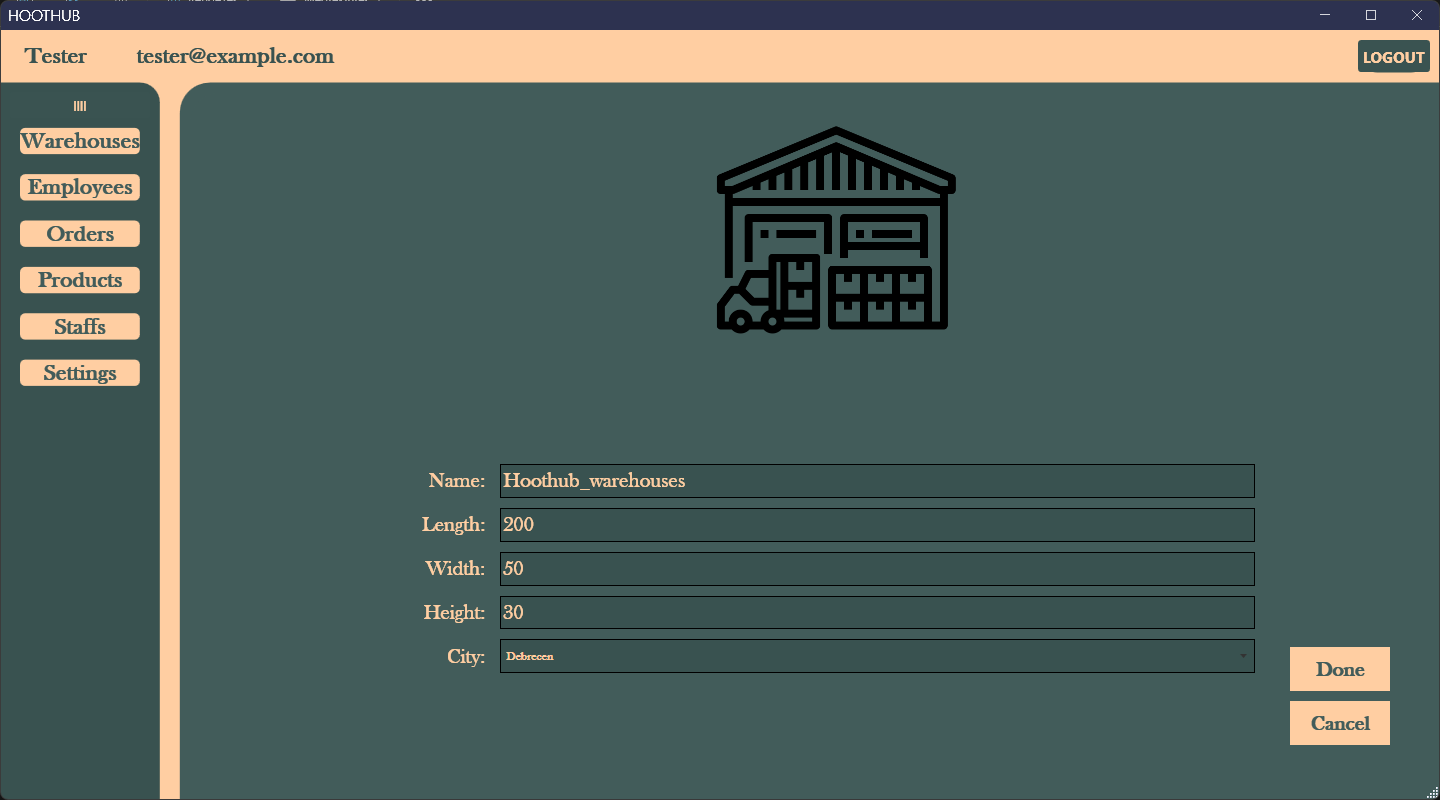 HOOTHUB
Tester tester@example.com LOGOUT
Warehouses
Employees
Orders
Products
Staffs
Settings
Name: Hoothub_warehouses
Length: 200
Width: 50
Height: 30
City: Debrecen
Done
Cancel